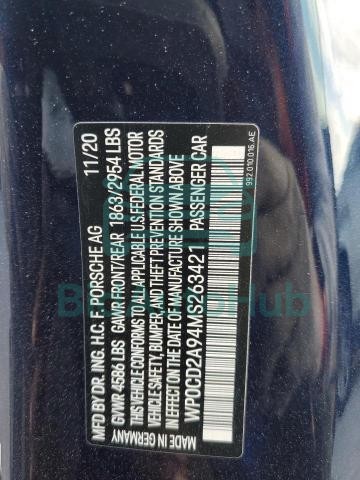 MFD BY DR. ING. H.C. F. PORSCHE AG 11/20
GVWR 4586 LBS GAWR FRONT/REAR 1863/2954 LBS
THIS VEHICLE CONFORMS TO ALL APPLICABLE U.S. FEDERAL MOTOR
VEHICLE SAFETY, BUMPER, AND THEFT PREVENTION STANDARDS
IN EFFECT ON THE DATE OF MANUFACTURE SHOWN ABOVE
MADE IN GERMANY
WP0CD2A94MS263421 PASSENGER CAR
992 010 016 AE